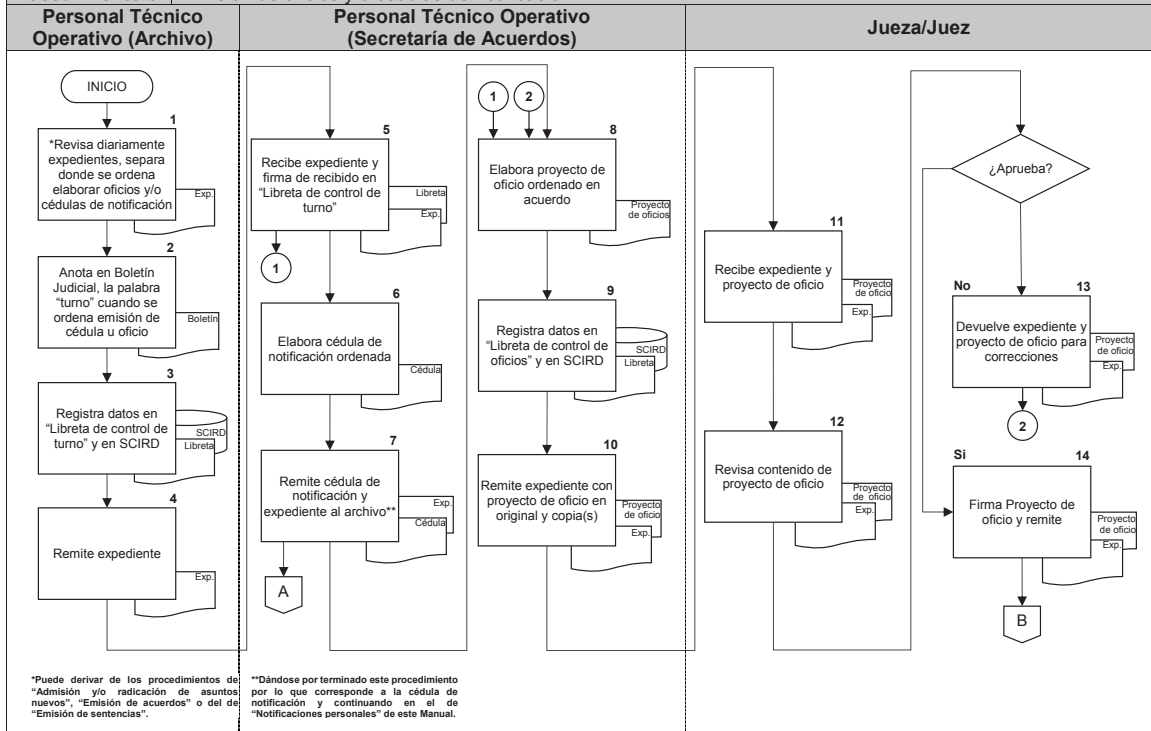 Personal Técnico
Operativo (Archivo)
Personal Técnico Operativo
(Secretaría de Acuerdos)
Jueza/Juez
INICIO
1
*Revisa diariamente
expedientes, separa
donde se ordena
elaborar oficios y/o
cédulas de notificación
Exp.
2
Anota en Boletín
Judicial, la palabra
“turno” cuando se
ordena emisión de
cédula u oficio
Boletín
3
Registra datos en
“Libreta de control de
turno” y en SCIRD
SCIRD
Libreta
4
Remite expediente
Exp.
5
Recibe expediente y
firma de recibido en
“Libreta de control de
turno”
Libreta
Exp.
1
6
Elabora cédula de
notificación ordenada
Cédula
7
Remite cédula de
notificación y
expediente al archivo**
Exp.
Cédula
A
1
2
8
Elabora proyecto de
oficio ordenado en
acuerdo
Proyecto
de oficios
9
Registra datos en
“Libreta de control de
oficios” y en SCIRD
SCIRD
Libreta
10
Remite expediente con
proyecto de oficio en
original y copia(s)
Proyecto
de oficio
Exp.
11
Recibe expediente y
proyecto de oficio
Proyecto
de oficio
Exp.
12
Revisa contenido de
proyecto de oficio
Proyecto
de oficio
Exp.
¿Aprueba?
No
13
Devuelve expediente y
proyecto de oficio para
correcciones
Proyecto
de oficio
Exp.
2
Si
14
Firma Proyecto de
oficio y remite
Proyecto
de oficio
Exp.
B
*Puede derivar de los procedimientos de
“Admisión y/o radicación de asuntos
nuevos”, “Emisión de acuerdos” o del de
“Emisión de sentencias”.
**Dándose por terminado este procedimiento
por lo que corresponde a la cédula de
notificación y continuando en el de
“Notificaciones personales” de este Manual.